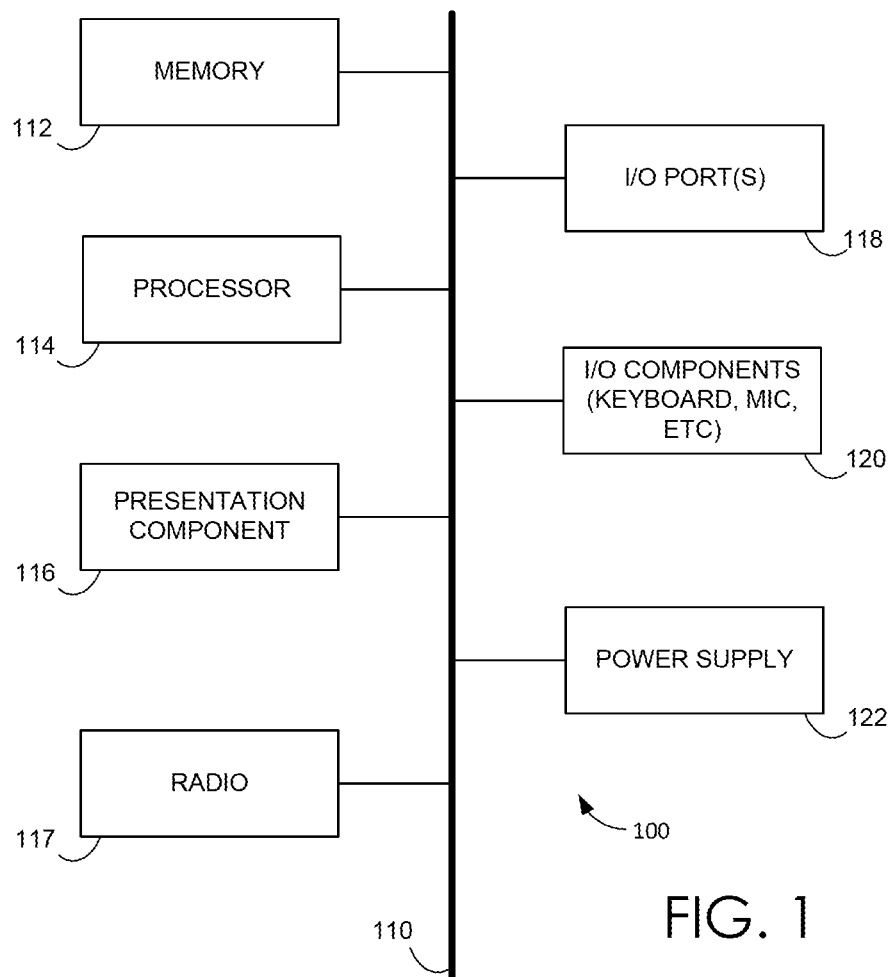 MEMORY
112
I/O PORT(S)
118
PROCESSOR
114
I/O COMPONENTS
(KEYBOARD, MIC,
ETC)
120
PRESENTATION
COMPONENT
116
POWER SUPPLY
122
RADIO
117
100
110
FIG. 1